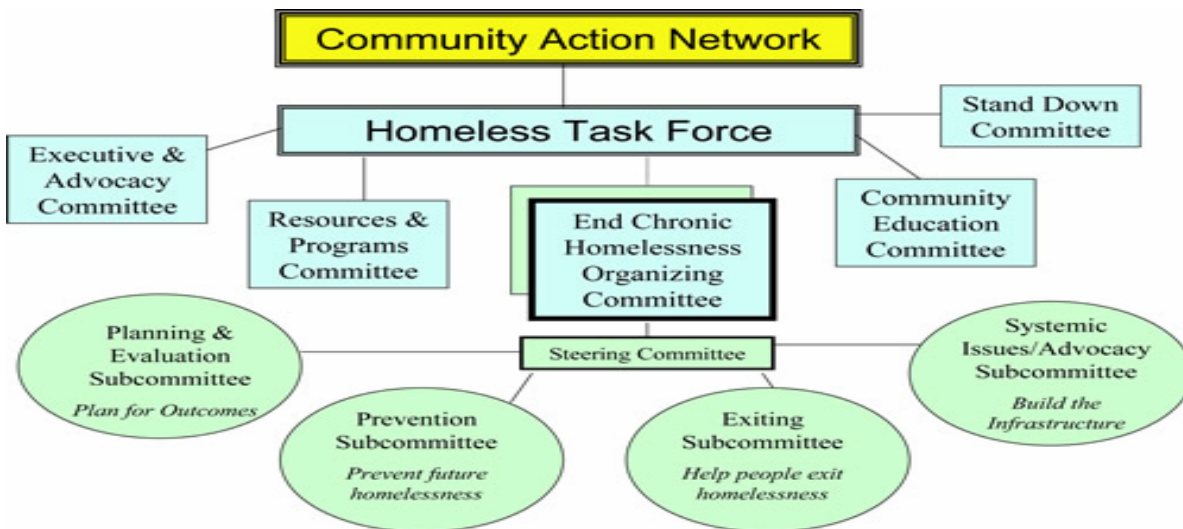 Community Action Network
Homeless Task Force
Stand Down
Committee
Executive &
Advocacy
Committee
Resources &
Programs
Committee
End Chronic
Homelessness
Organizing
Committee
Community
Education
Committee
Steering Committee
Planning &
Evaluation
Subcommittee
Plan for Outcomes
Prevention
Subcommittee
Prevent future
homelessness
Exiting
Subcommittee
Help people exit
homelessness
Systemic
Issues/Advocacy
Subcommittee
Build the
Infrastructure